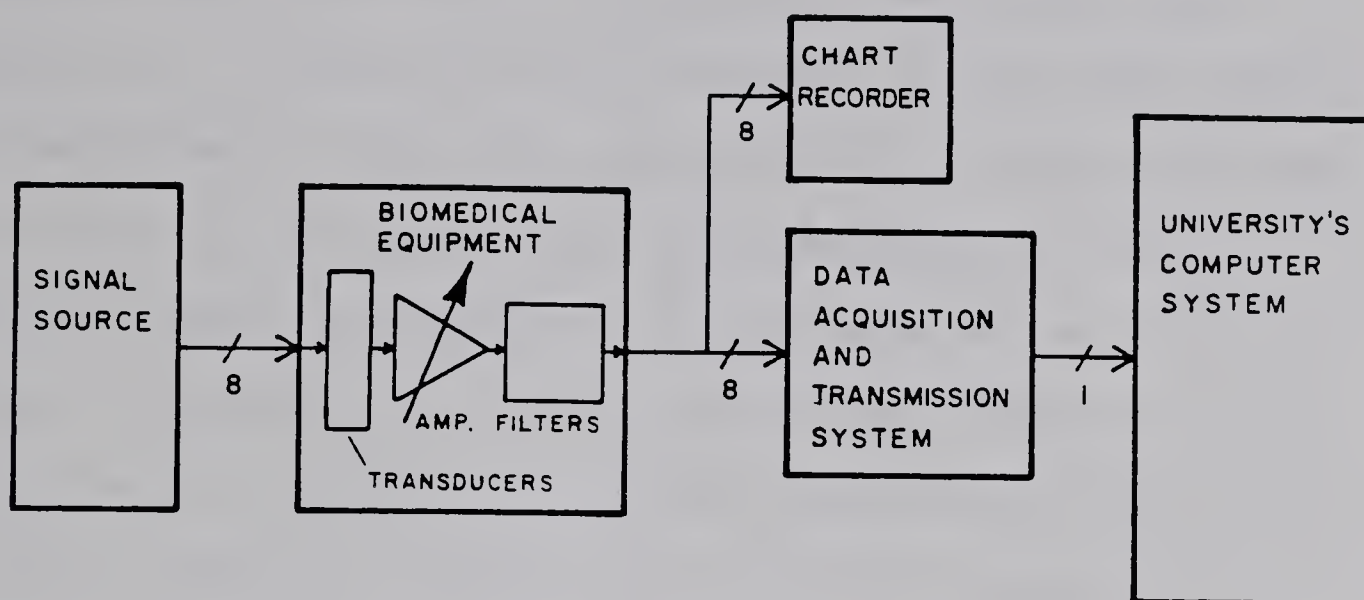 SIGNAL
SOURCE
8
BIOMEDICAL
EQUIPMENT
AMP. FILTERS
TRANSDUCERS
8
CHART
RECORDER
8
DATA
ACQUISITION
AND
TRANSMISSION
SYSTEM
1
UNIVERSITY'S
COMPUTER
SYSTEM